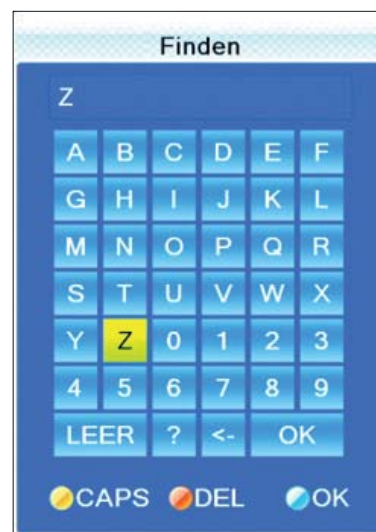 Finden
Z
A B C D E F
G H I J K L
M N O P Q R
S T U V W X
Y Z 0 1 2 3
4 5 6 7 8 9
LEER ? <- OK
CAPS DEL OK